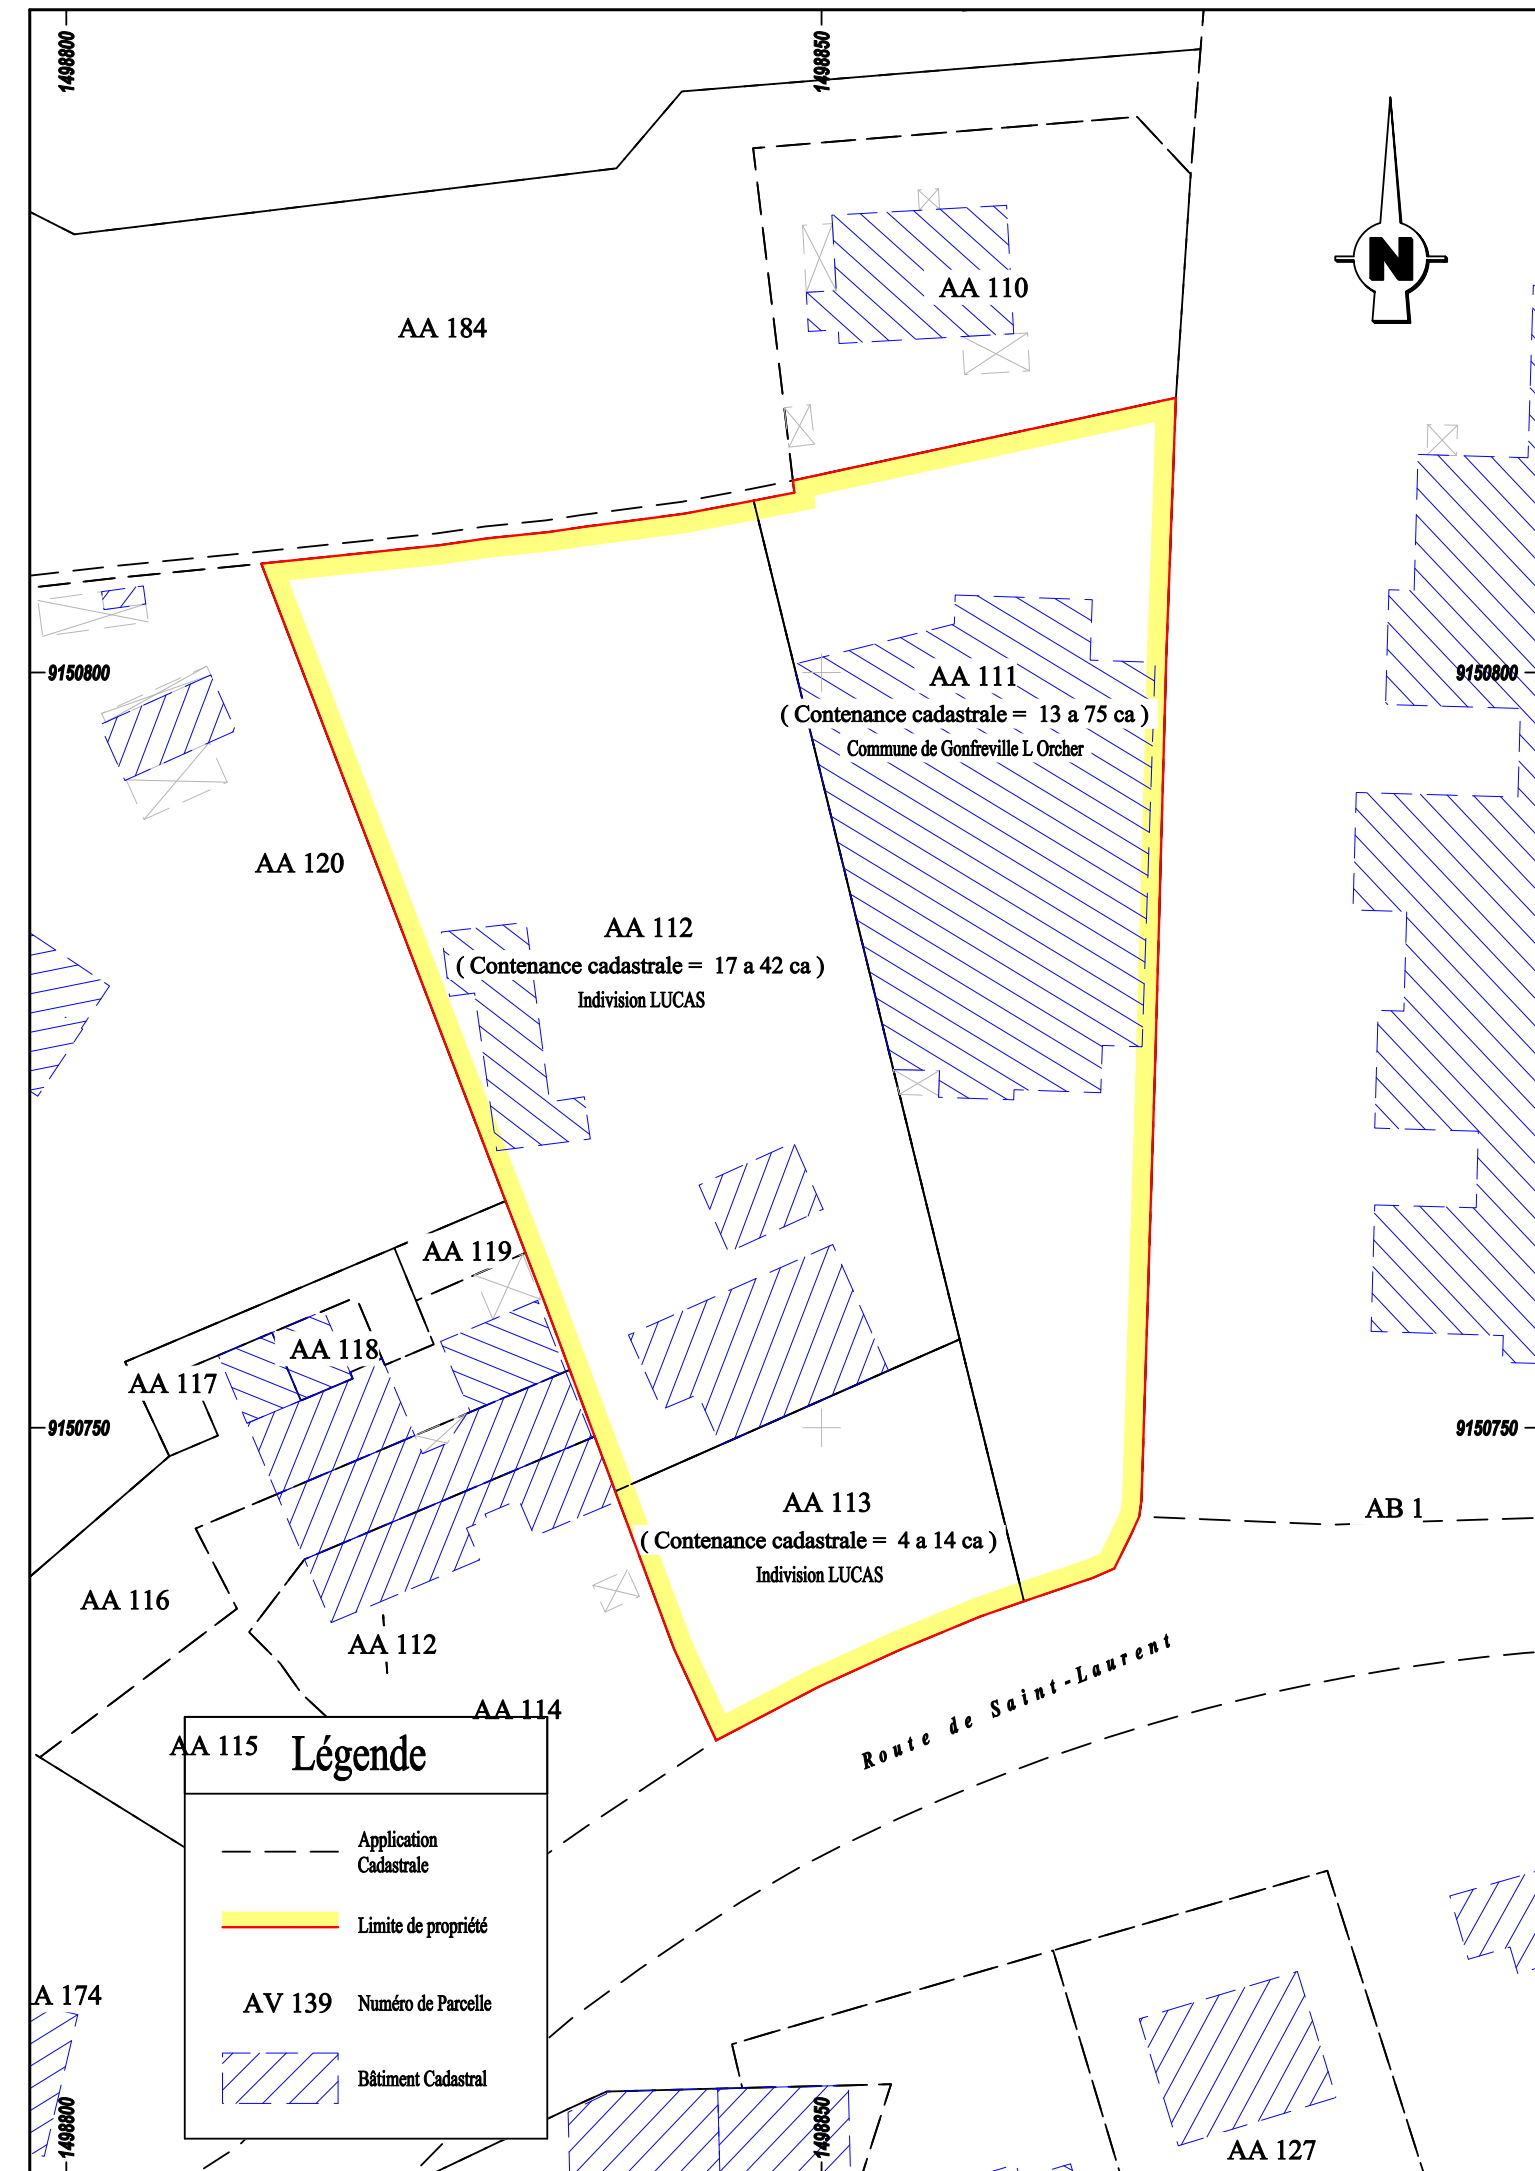 1498800
1498850
N
AA 110
AA 184
9150800
9150800
AA 111
( Contenance cadastrale = 13 a 75 ca )
Commune de Gonfreville L Orcher
AA 120
AA 112
( Contenance cadastrale = 17 a 42 ca )
Indivision LUCAS
AA 119
AA 118
AA 117
9150750
9150750
AA 113
( Contenance cadastrale = 4 a 14 ca )
Indivision LUCAS
AB 1
AA 116
AA 112
Route de Saint-Laurent
AA 114
AA 115
Légende
Application
Cadastrale
Limite de propriété
A 174
AV 139 Numéro de Parcelle
Bâtiment Cadastral
1498800
1498850
AA 127